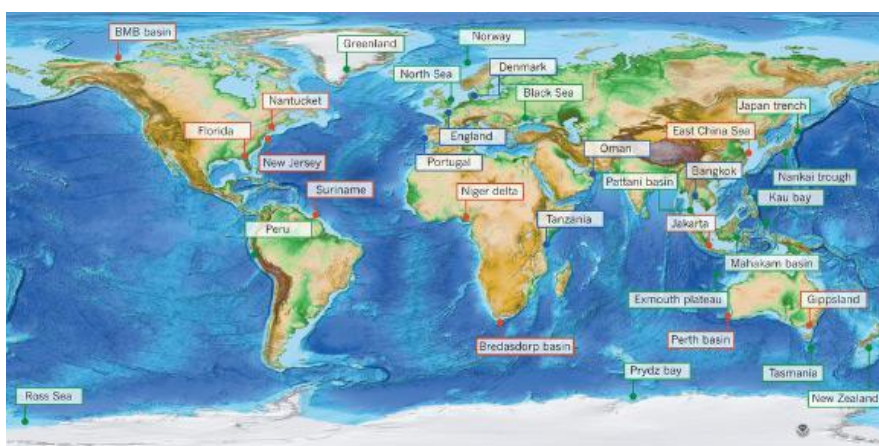 BMB basin
Norway
Greenland
North Sea
Denmark
Black Sea
Nantucket
Japan trench
Florida
East China Sea
England
Oman
New Jersey
Portugal
Bangkok
Pattani basin
Nankai trough
Suriname
Niger delta
Kau bay
Peru
Tanzania
Jakarta
Mahakam basin
Exmouth plateau
Gippsland
Bredasdorp basin
Perth basin
Prydz bay
Tasmania
Ross Sea
New Zealand